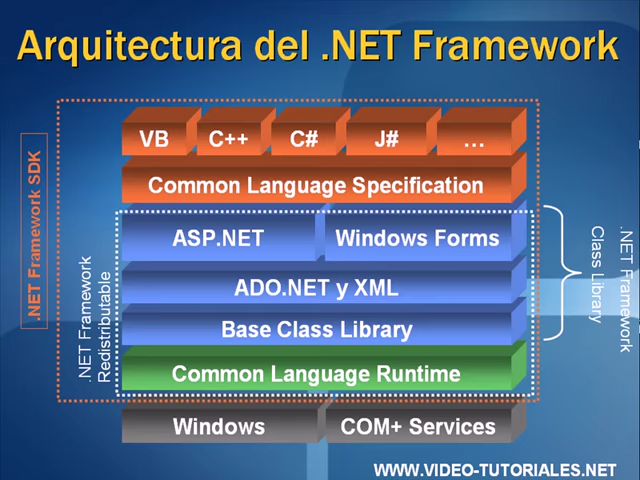 Arquitectura del .NET Framework
VB
C++
C#
J#
...
Common Language Specification
ASP.NET
Windows Forms
ADO.NET y XML
Base Class Library
Common Language Runtime
Windows
COM+ Services
.NET Framework SDK
.NET Framework
Redistributable
.NET Framework
Class Library
WWW.VIDEO-TUTORIALES.NET